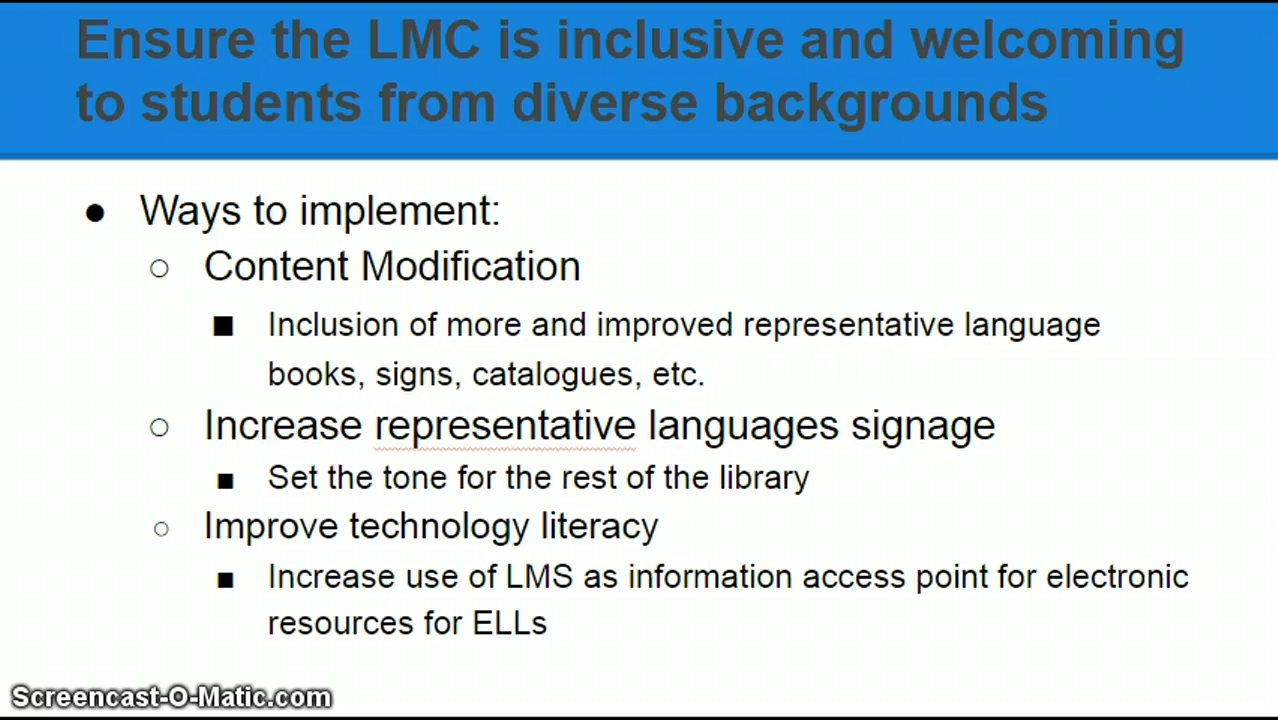 Ensure the LMC is inclusive and welcoming
to students from diverse backgrounds
● Ways to implement:
○ Content Modification
■ Inclusion of more and improved representative language
books, signs, catalogues, etc.
○ Increase representative languages signage
■ Set the tone for the rest of the library
○ Improve technology literacy
■ Increase use of LMS as information access point for electronic
resources for ELLs
Screencast-O-Matic.com